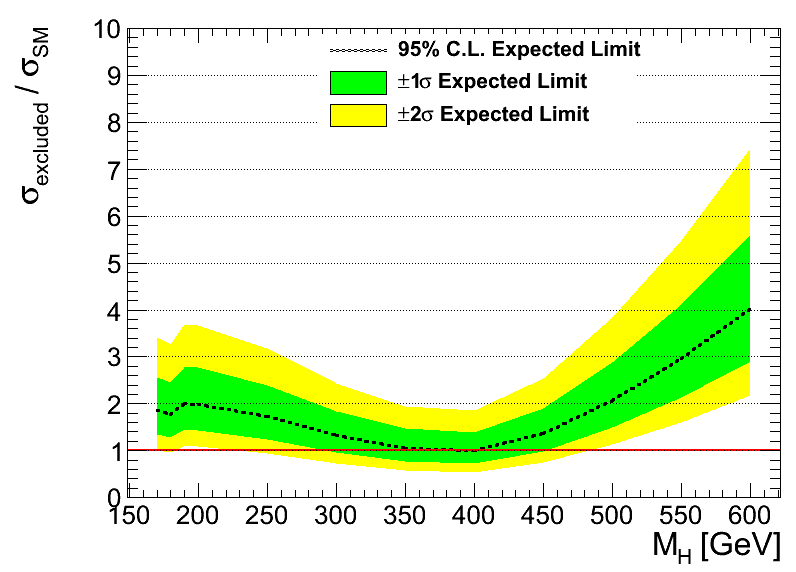 σexcluded / σSM
10
9
8
7
6
5
4
3
2
1
0
95% C.L. Expected Limit
±1σ Expected Limit
±2σ Expected Limit
150 200 250 300 350 400 450 500 550 600
MH [GeV]